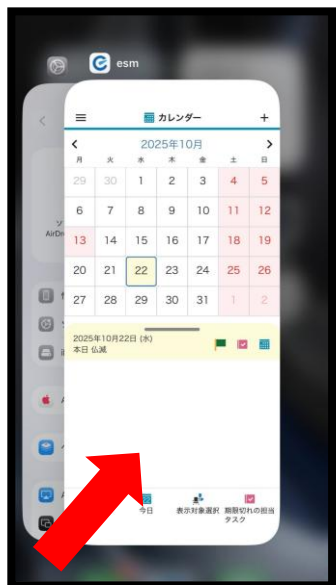 esm
カレンダー
2025年10月
月 火 水 木 金 土 日
29 30 1 2 3 4 5
6 7 8 9 10 11 12
13 14 15 16 17 18 19
20 21 22 23 24 25 26
27 28 29 30 31 1 2
2025年10月22日 (水)
本日 仏滅
今日 表示対象選択 期限切れの担当
タスク
ソ
AirDr